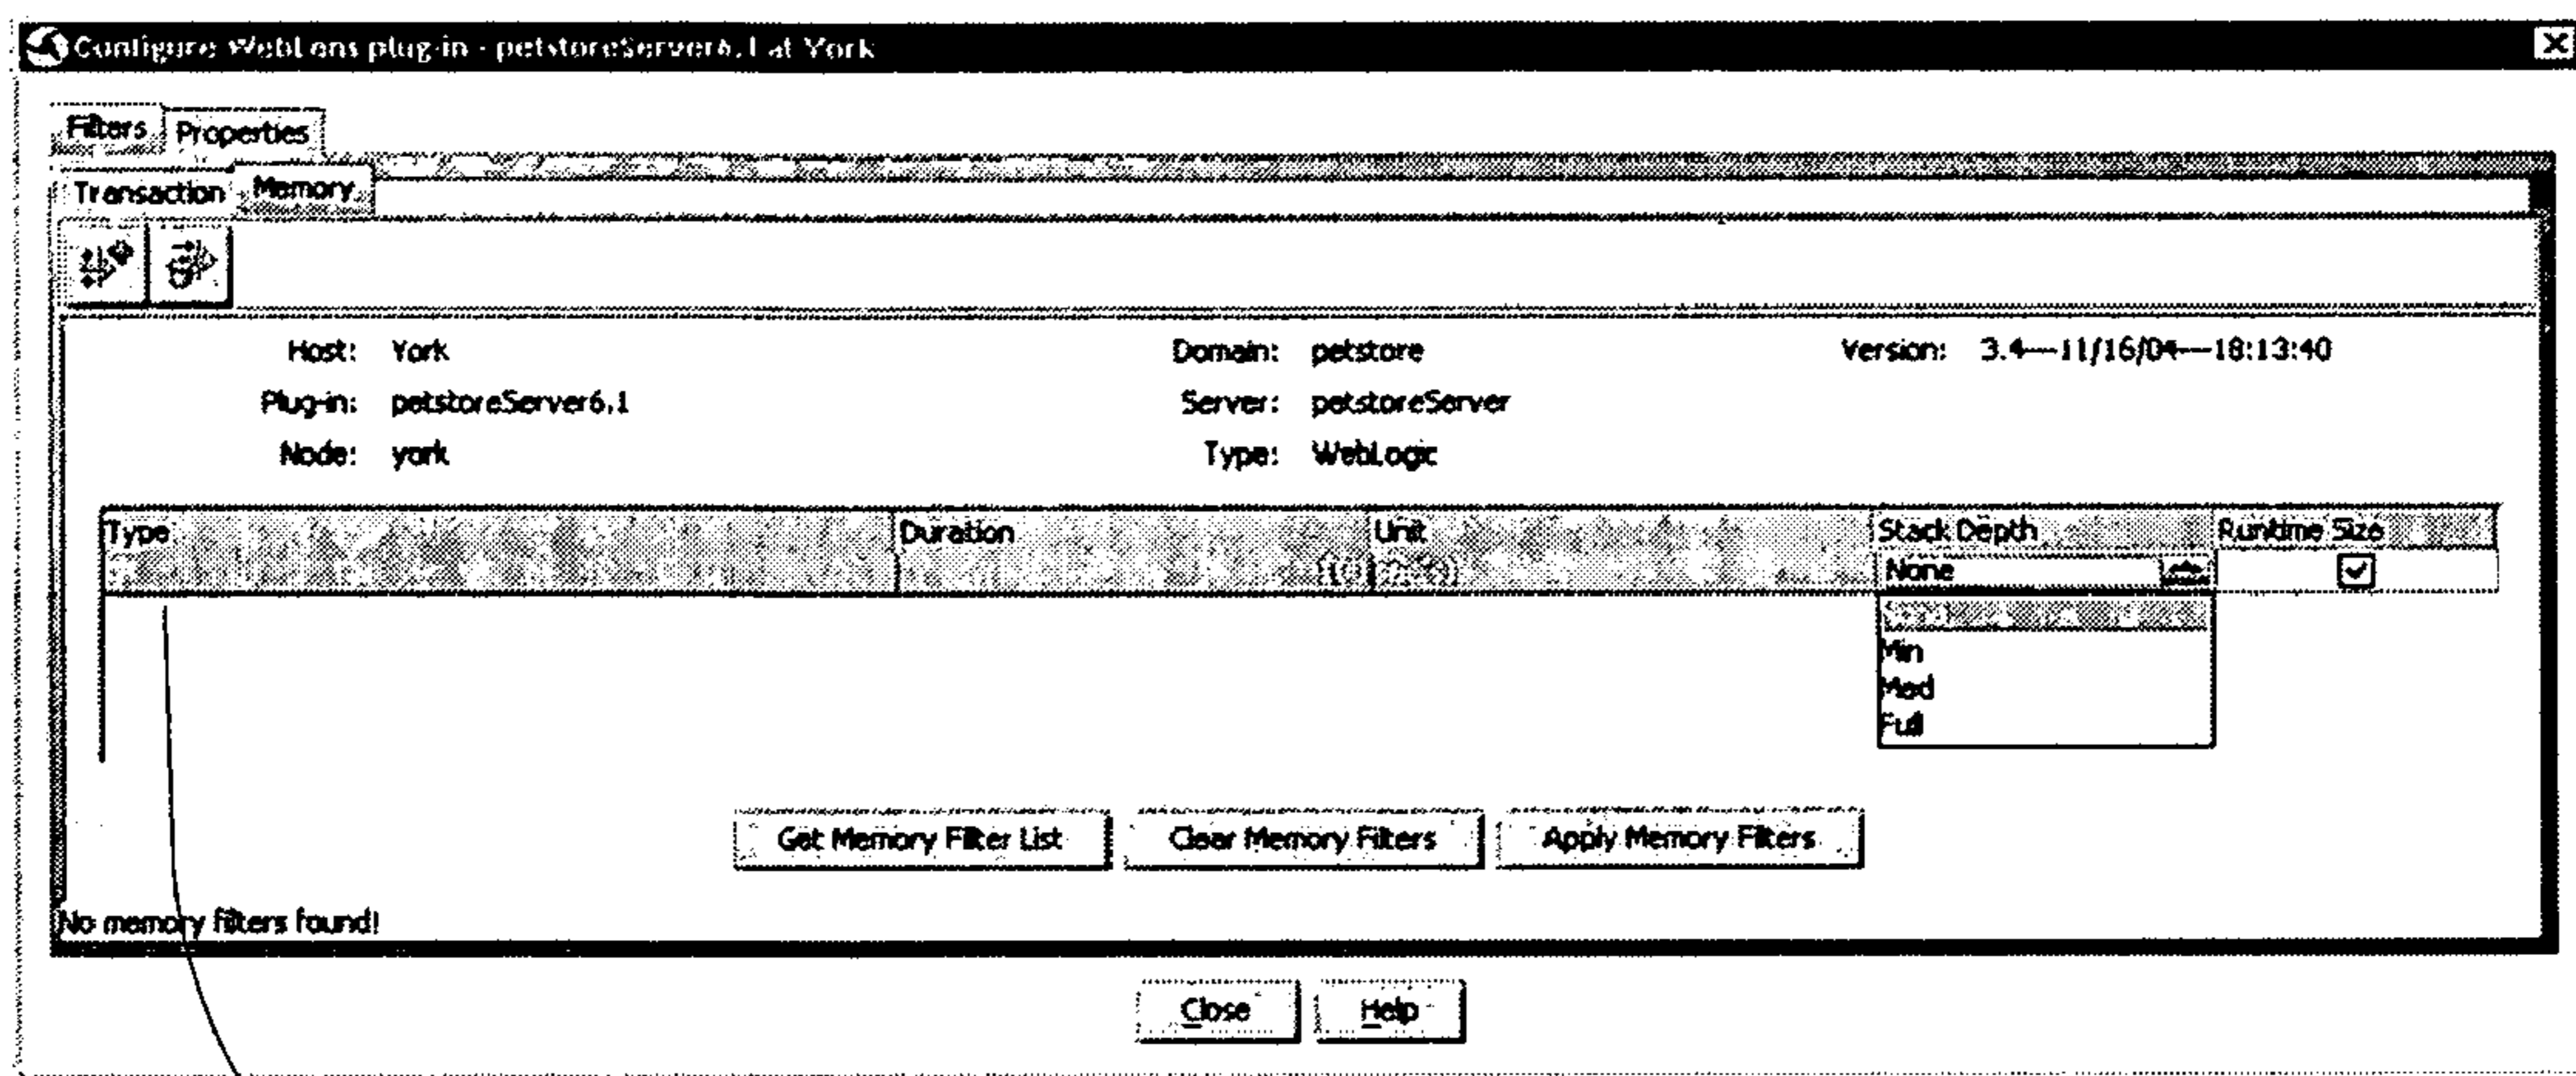 Configure WebLens plug-in - petstoreServer6.1 at York
Filters Properties
Transaction Memory
Host: York Domain: petstore Version: 3.4—11/16/04—18:13:40
Plug-in: petstoreServer6.1 Server: petstoreServer
Node: york Type: WebLogic
Type Duration Unit Stack Depth Runtime Size
None
Min
Med
Full
Get Memory Filter List Clear Memory Filters Apply Memory Filters
No memory filters found!
Close Help